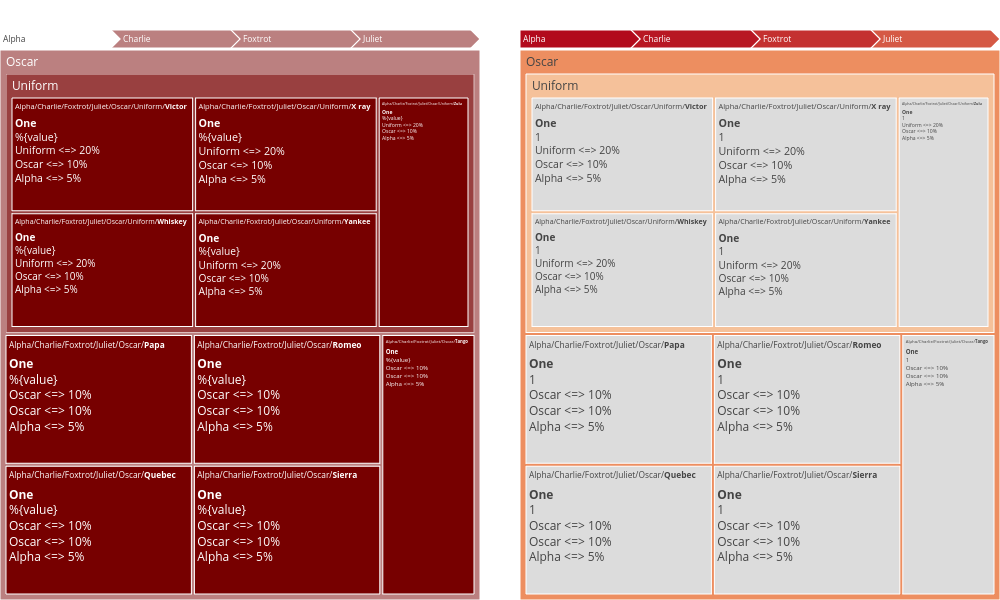 Alpha
Charlie
Foxtrot
Juliet
Oscar
Uniform
Alpha/Charlie/Foxtrot/Juliet/Oscar/Uniform/Victor
One
%{value}
Uniform <=> 20%
Oscar <=> 10%
Alpha <=> 5%
Alpha/Charlie/Foxtrot/Juliet/Oscar/Uniform/X ray
One
%{value}
Uniform <=> 20%
Oscar <=> 10%
Alpha <=> 5%
Alpha/Charlie/Foxtrot/Juliet/Oscar/Uniform/Zulu
One
%{value}
Uniform <=> 20%
Oscar <=> 10%
Alpha <=> 5%
Alpha/Charlie/Foxtrot/Juliet/Oscar/Uniform/Whiskey
One
%{value}
Uniform <=> 20%
Oscar <=> 10%
Alpha <=> 5%
Alpha/Charlie/Foxtrot/Juliet/Oscar/Uniform/Yankee
One
%{value}
Uniform <=> 20%
Oscar <=> 10%
Alpha <=> 5%
Alpha/Charlie/Foxtrot/Juliet/Oscar/Papa
One
%{value}
Oscar <=> 10%
Oscar <=> 10%
Alpha <=> 5%
Alpha/Charlie/Foxtrot/Juliet/Oscar/Romeo
One
%{value}
Oscar <=> 10%
Oscar <=> 10%
Alpha <=> 5%
Alpha/Charlie/Foxtrot/Juliet/Oscar/Tango
One
%{value}
Oscar <=> 10%
Oscar <=> 10%
Alpha <=> 5%
Alpha/Charlie/Foxtrot/Juliet/Oscar/Quebec
One
%{value}
Oscar <=> 10%
Oscar <=> 10%
Alpha <=> 5%
Alpha/Charlie/Foxtrot/Juliet/Oscar/Sierra
One
%{value}
Oscar <=> 10%
Oscar <=> 10%
Alpha <=> 5%
Alpha
Charlie
Foxtrot
Juliet
Oscar
Uniform
Alpha/Charlie/Foxtrot/Juliet/Oscar/Uniform/Victor
One
1
Uniform <=> 20%
Oscar <=> 10%
Alpha <=> 5%
Alpha/Charlie/Foxtrot/Juliet/Oscar/Uniform/X ray
One
1
Uniform <=> 20%
Oscar <=> 10%
Alpha <=> 5%
Alpha/Charlie/Foxtrot/Juliet/Oscar/Uniform/Zulu
One
1
Uniform <=> 20%
Oscar <=> 10%
Alpha <=> 5%
Alpha/Charlie/Foxtrot/Juliet/Oscar/Uniform/Whiskey
One
1
Uniform <=> 20%
Oscar <=> 10%
Alpha <=> 5%
Alpha/Charlie/Foxtrot/Juliet/Oscar/Uniform/Yankee
One
1
Uniform <=> 20%
Oscar <=> 10%
Alpha <=> 5%
Alpha/Charlie/Foxtrot/Juliet/Oscar/Papa
One
1
Oscar <=> 10%
Oscar <=> 10%
Alpha <=> 5%
Alpha/Charlie/Foxtrot/Juliet/Oscar/Romeo
One
1
Oscar <=> 10%
Oscar <=> 10%
Alpha <=> 5%
Alpha/Charlie/Foxtrot/Juliet/Oscar/Tango
One
1
Oscar <=> 10%
Oscar <=> 10%
Alpha <=> 5%
Alpha/Charlie/Foxtrot/Juliet/Oscar/Quebec
One
1
Oscar <=> 10%
Oscar <=> 10%
Alpha <=> 5%
Alpha/Charlie/Foxtrot/Juliet/Oscar/Sierra
One
1
Oscar <=> 10%
Oscar <=> 10%
Alpha <=> 5%